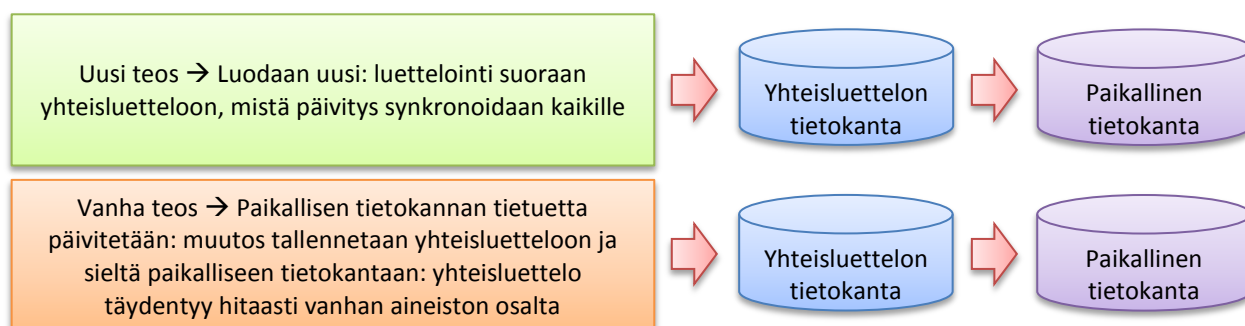 Uusi teos → Luodaan uusi: luettelointi suoraan
yhteisluetteloon, mistä päivitys synkronoidaan kaikille
Yhteisluettelon
tietokanta
Paikallinen
tietokanta
Vanha teos → Paikallisen tietokannan tietuetta
päivitetään: muutos tallennetaan yhteisluetteloon ja
sieltä paikalliseen tietokantaan: yhteisluettelo
täydentyy hitaasti vanhan aineiston osalta
Yhteisluettelon
tietokanta
Paikallinen
tietokanta